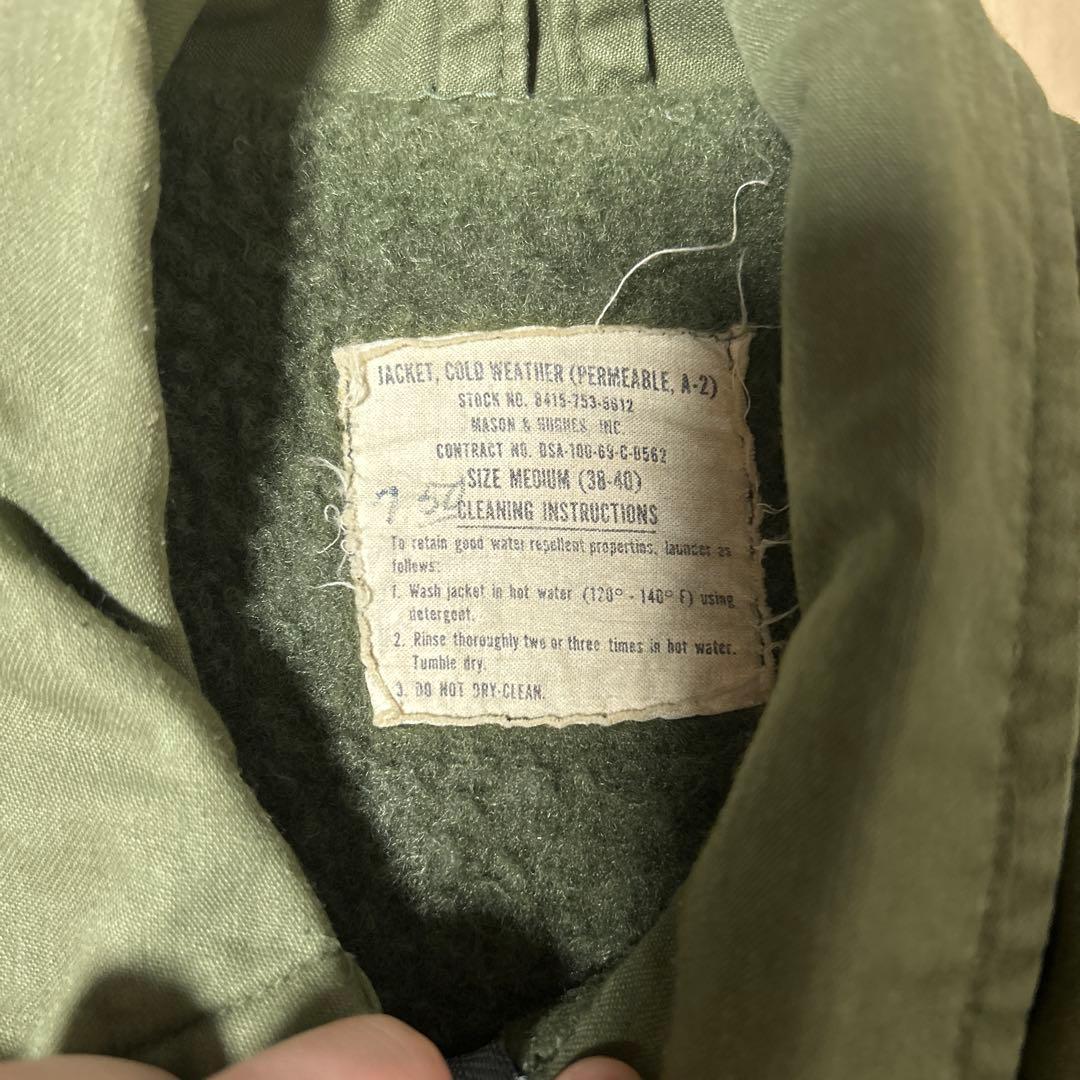 JACKET, COLD WEATHER (PERMEABLE, A-2)
STOCK NO. 8415-753-5612
MASON & HUGHES, INC
CONTRACT NO. DSA-100-69-C-0562
SIZE MEDIUM (38-40)
7
CLEANING INSTRUCTIONS
To retain good water repellent properties, launder as
follows:
1. Wash jacket in hot water (120° - 140° F) using
detergent.
2. Rinse thoroughly two or three times in hot water.
Tumble dry.
3. DO NOT DRY-CLEAN.